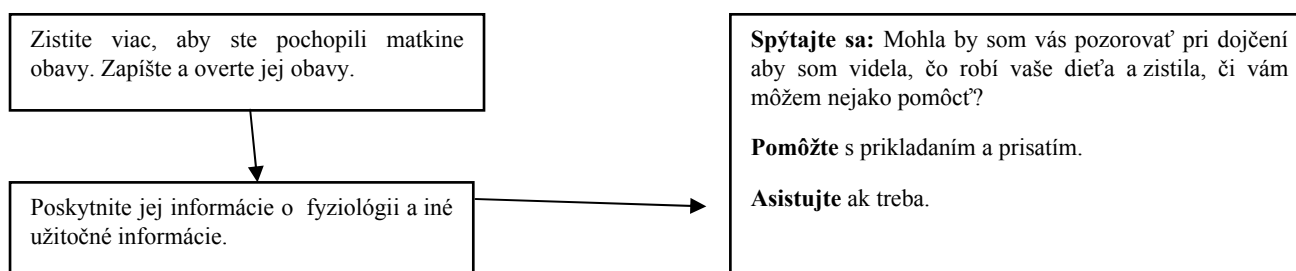 Zistite viac, aby ste pochopili matkine
obavy. Zapíšte a overte jej obavy.
Poskytnite jej informácie o fyziológii a iné
užitočné informácie.
Spýtajte sa: Mohla by som vás pozorovať pri dojčení
aby som videla, čo robí vaše dieťa a zistila, či vám
môžem nejako pomôcť?
Pomôžte s prikladaním a prisatím.
Asistujte ak treba.